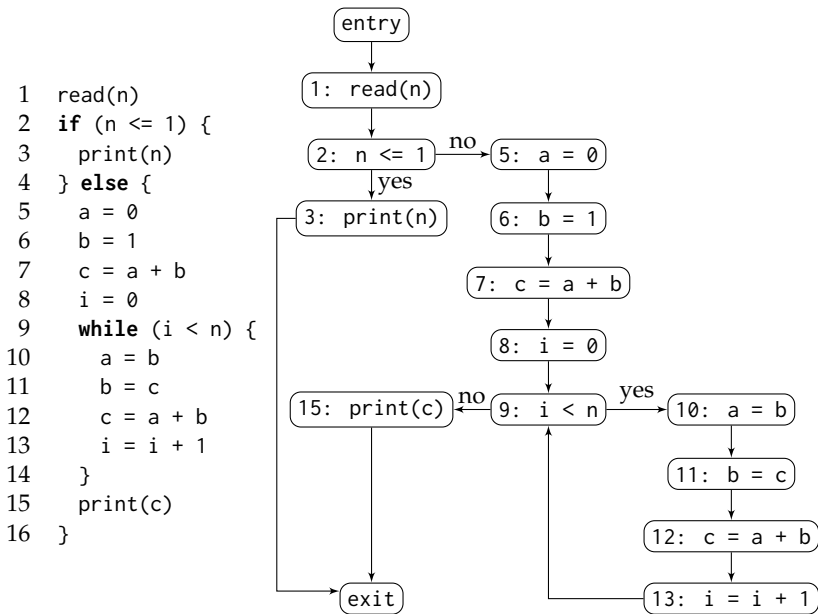 1 read(n)
2 if (n <= 1) {
3 print(n)
4 } else {
5 a = 0
6 b = 1
7 c = a + b
8 i = 0
9 while (i < n) {
10 a = b
11 b = c
12 c = a + b
13 i = i + 1
14 }
15 print(c)
16 }
entry
1: read(n)
2: n <= 1
no
5: a = 0
yes
3: print(n)
6: b = 1
7: c = a + b
8: i = 0
15: print(c)
no
9: i < n
yes
10: a = b
11: b = c
12: c = a + b
exit
13: i = i + 1